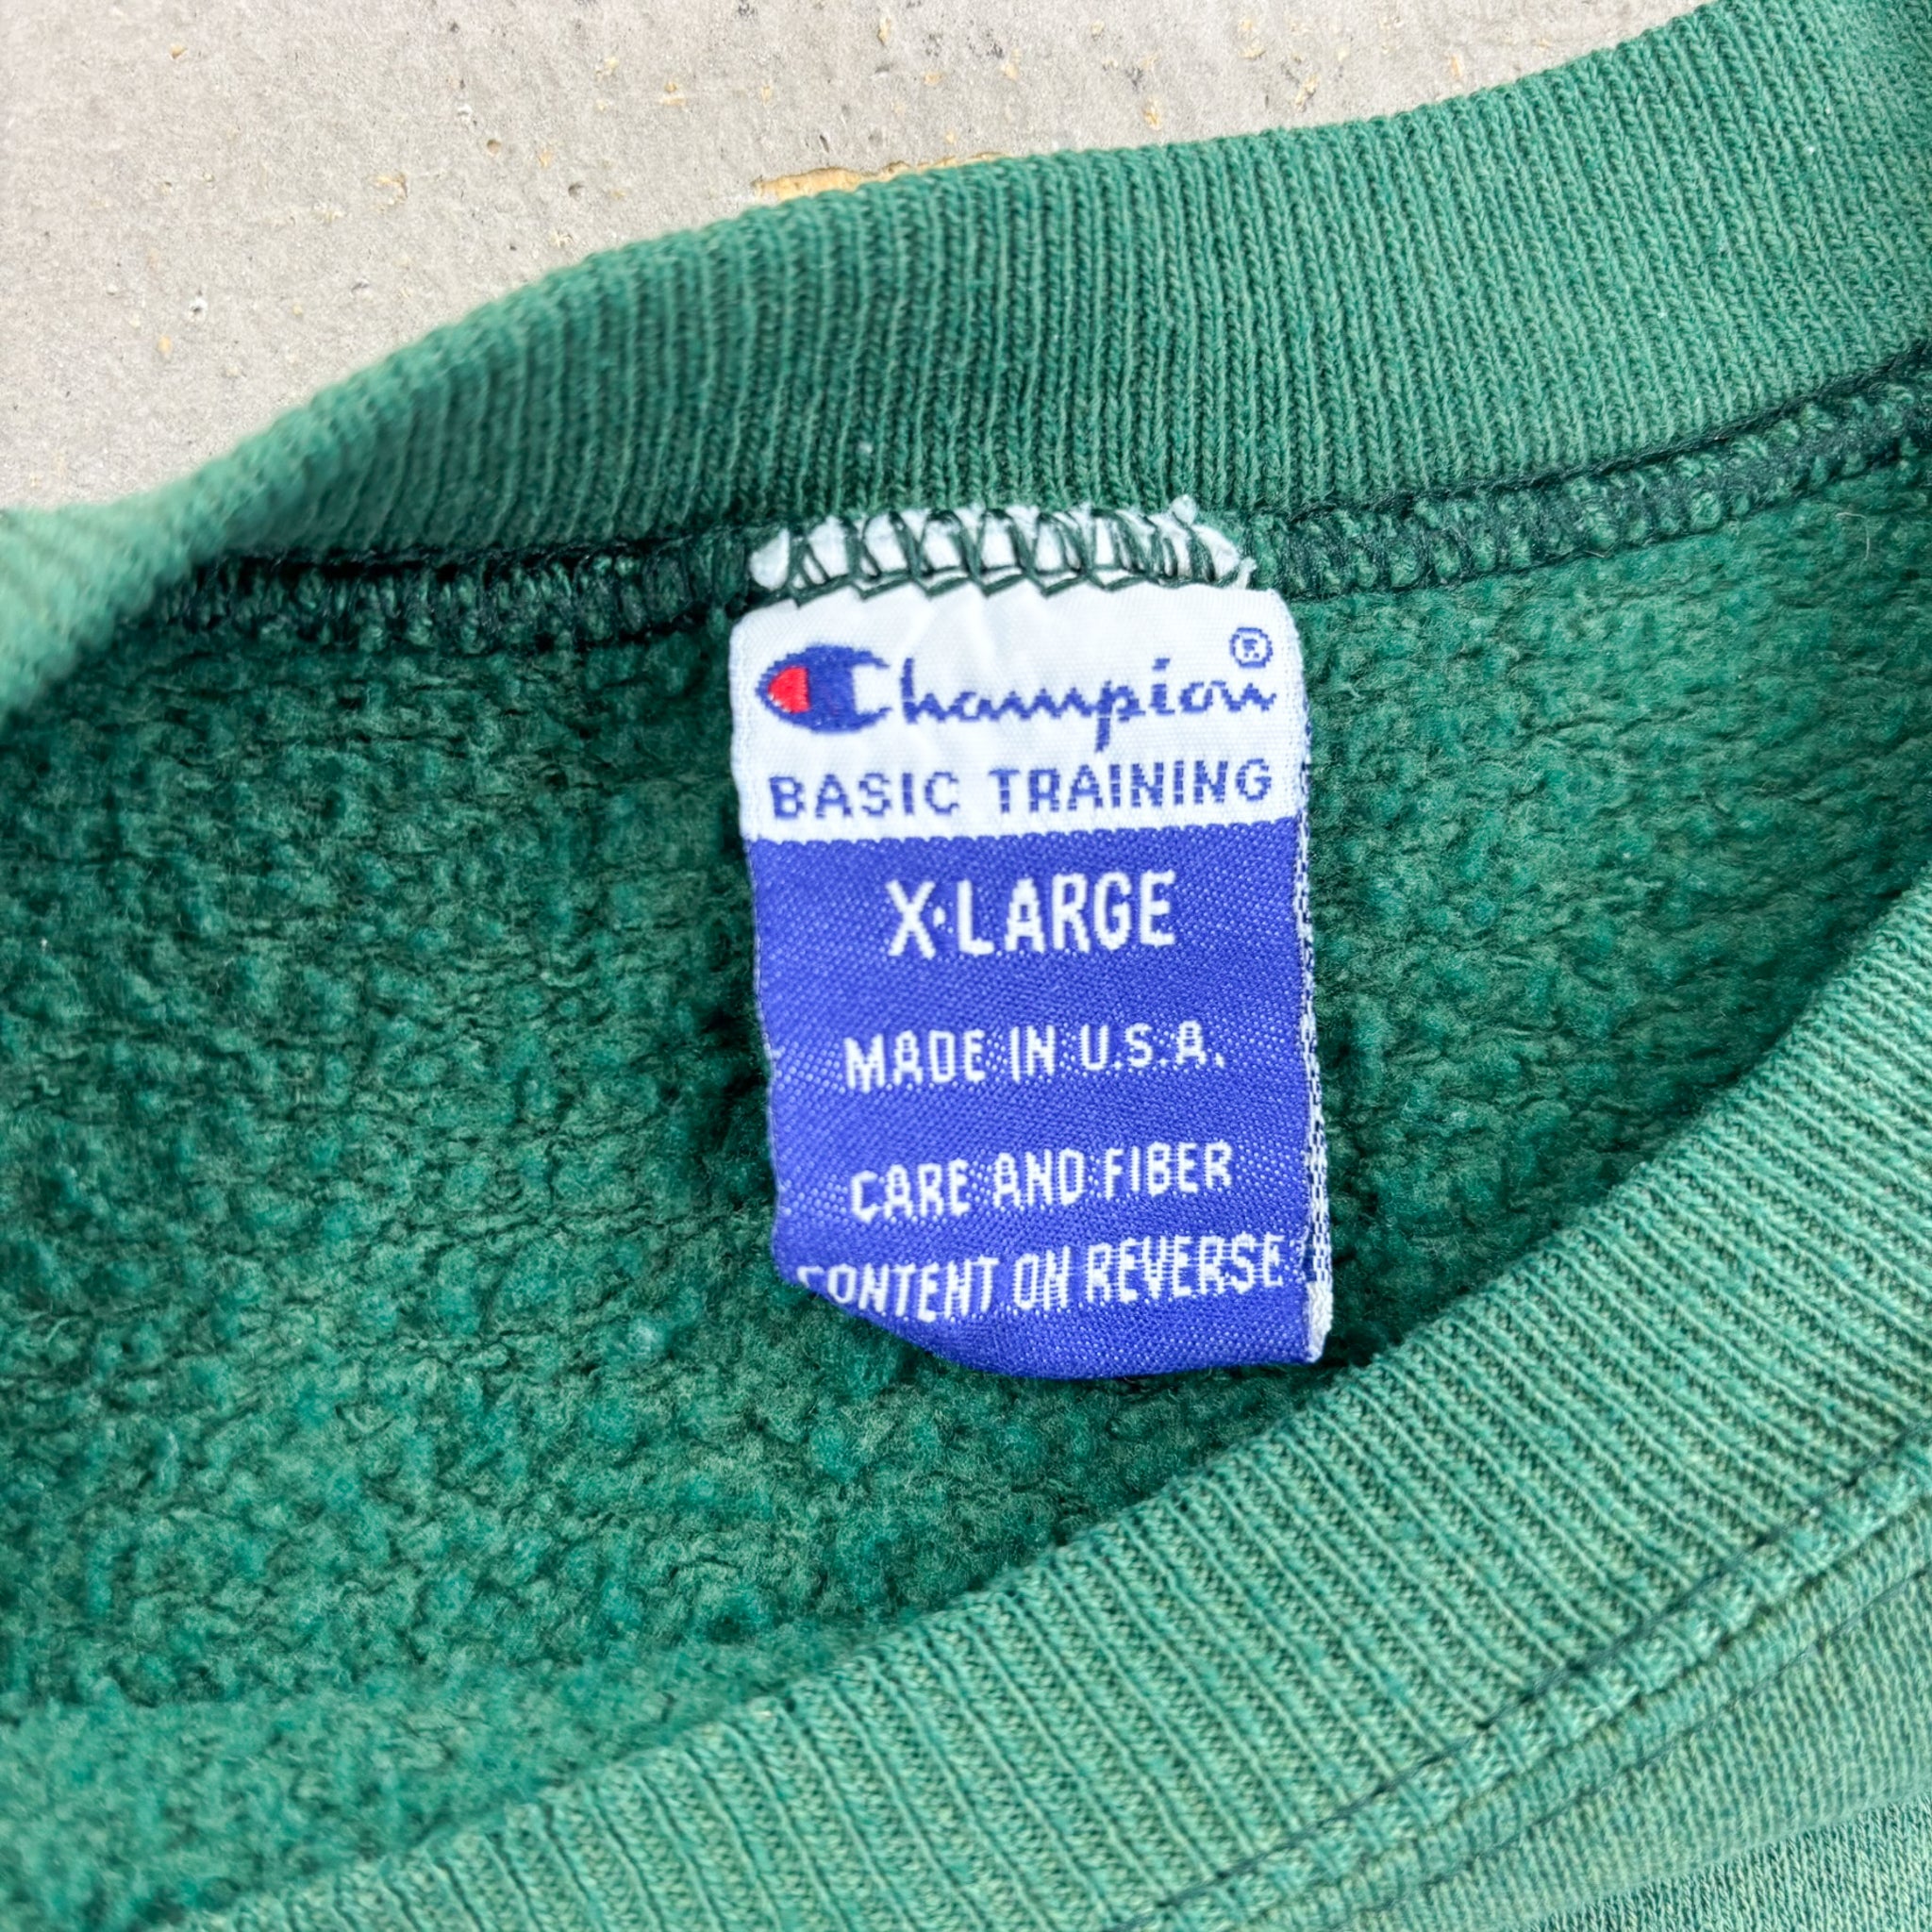 Champion®
BASIC TRAINING
X·LARGE
MADE IN U.S.A.
CARE AND FIBER
CONTENT ON REVERSE